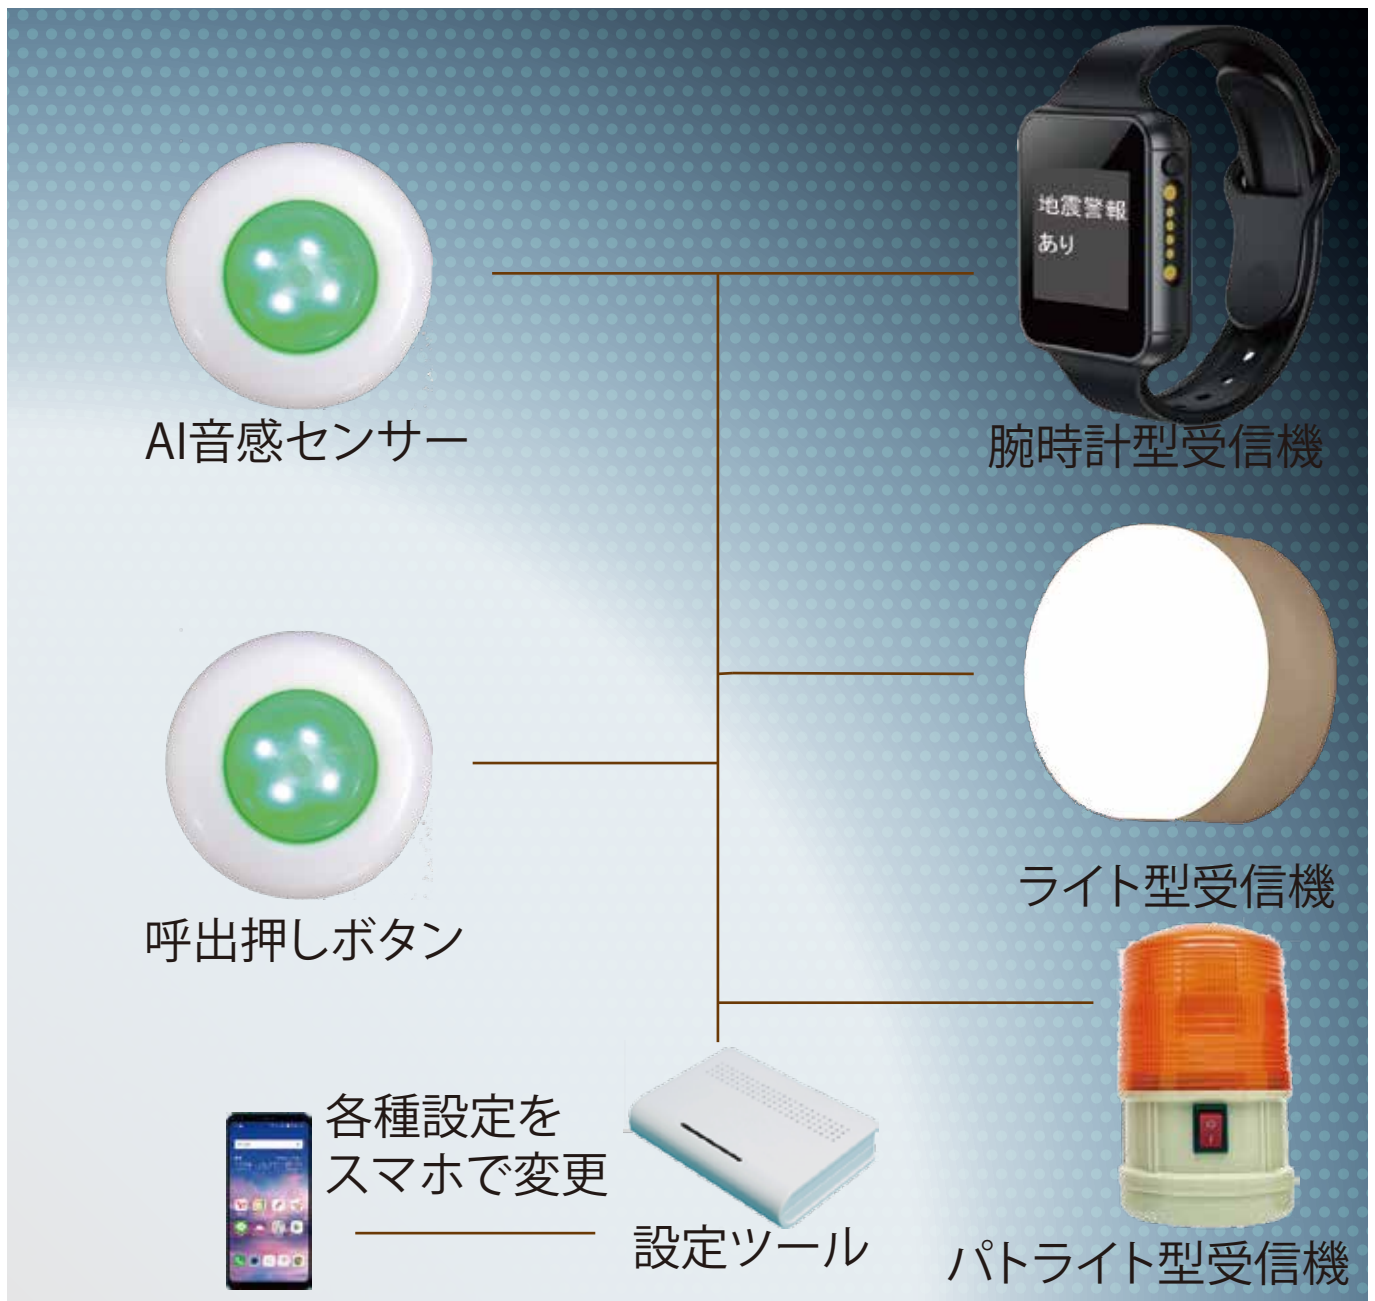 地震警報
あり
AI音感センサー
腕時計型受信機
ライト型受信機
呼出押しボタン
各種設定を
スマホで変更
設定ツール
パトライト型受信機